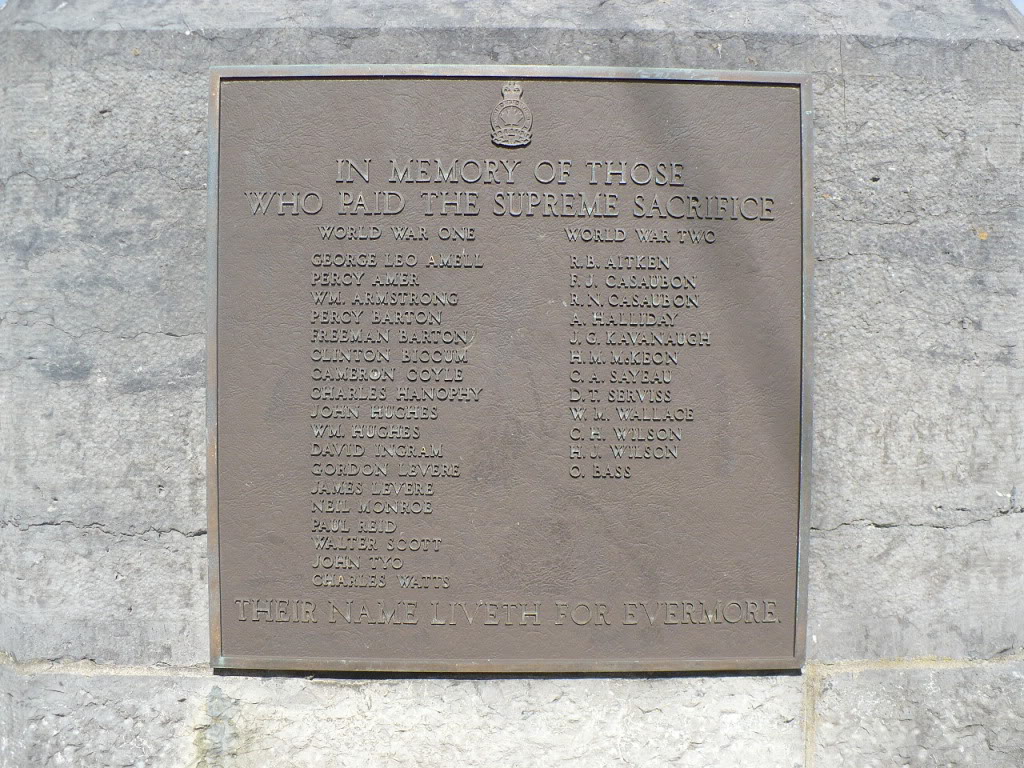 IN MEMORY OF THOSE
WHO PAID THE SUPREME SACRIFICE
WORLD WAR ONE
GEORGE LEO AMELL
PERCY AMER
WM. ARMSTRONG
PERCY BARTON
FREEMAN BARTON
CLINTON BICCUM
CAMERON COYLE
CHARLES HANOPHY
JOHN HUGHES
WM. HUGHES
DAVID INGRAM
GORDON LEVERE
JAMES LEVERE
NEIL MONROE
PAUL REID
WALTER SCOTT
JOHN TYO
CHARLES WATTS
WORLD WAR TWO
R.B. AITKEN
F. J. CASAUBON
R. N. CASAUBON
A. HALLIDAY
J. G. KAVANAUGH
H. M. McKEON
C. A. SAYEAU
D. T. SERVISS
W. M. WALLACE
C. H. WILSON
H. J. WILSON
O. BASS
THEIR NAME LIVETH FOR EVERMORE.